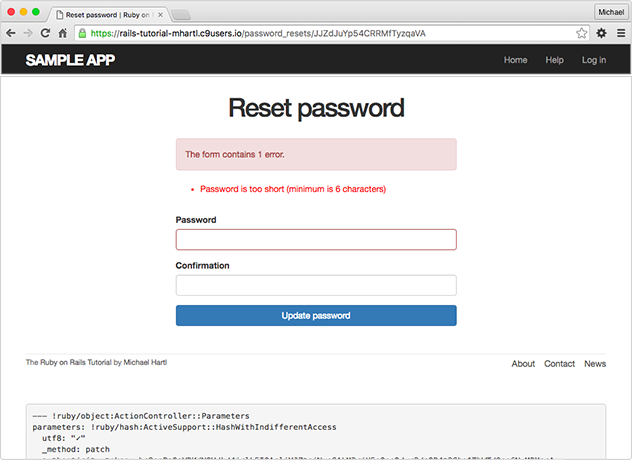 Reset password | Ruby on
Michael
https://rails-tutorial-mhartl.c9users.io/password_resets/JJZdJuYp54CRRMfTyzqaVA
SAMPLE APP
Home Help Log in
Reset password
The form contains 1 error.
• Password is too short (minimum is 6 characters)
Password
Confirmation
Update password
The Ruby on Rails Tutorial by Michael Hartl
About Contact News
--- !ruby/object:ActionController::Parameters
parameters: !ruby/hash:ActiveSupport::HashWithIndifferentAccess
utf8: "✓"
_method: patch